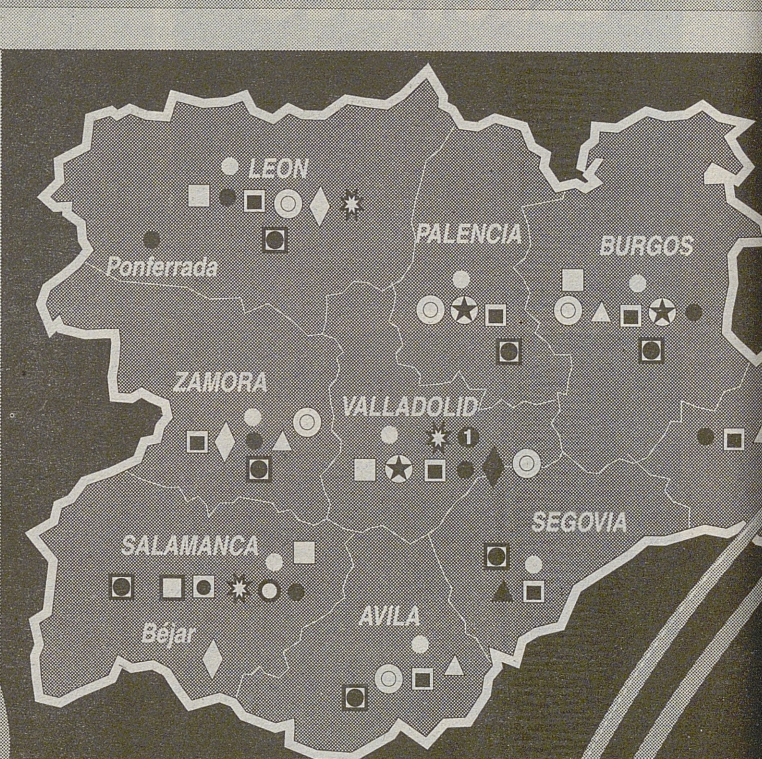 LEON
PALENCIA
BURGOS
Ponferrada
ZAMORA
VALLADOLID
1
SEGOVIA
SALAMANCA
AVILA
Béjar